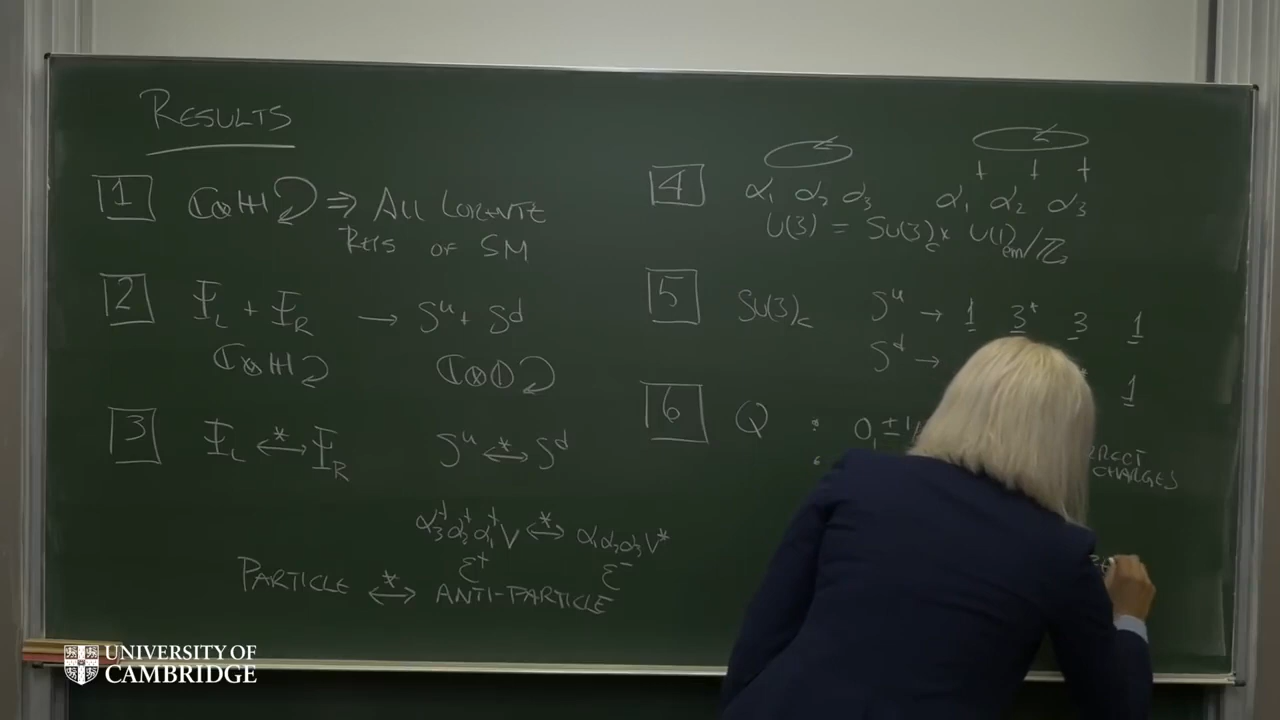 RESULTS
1 ℂ⊗ℍ ⇒ ALL LORENTZ
REPS OF SM
2 Ψ_L + Ψ_R → S^u + S^d
ℂ⊗ℍ ℂ⊗𝕆
3 Ψ_L ↔* Ψ_R S^u ↔* S^d
α₃†α₂†α₁†V ↔* α₁α₂α₃V*
ε⁺ ε⁻
PARTICLE ↔* ANTI-PARTICLE
4 α₁ α₂ α₃ α₁† α₂† α₃†
U(3) = SU(3)_c × U(1)_em/ℤ₃
5 SU(3)_c S^u → 1 3* 3 1
S^d → 1
6 Q : 0, ±
CHARGES
UNIVERSITY OF
CAMBRIDGE